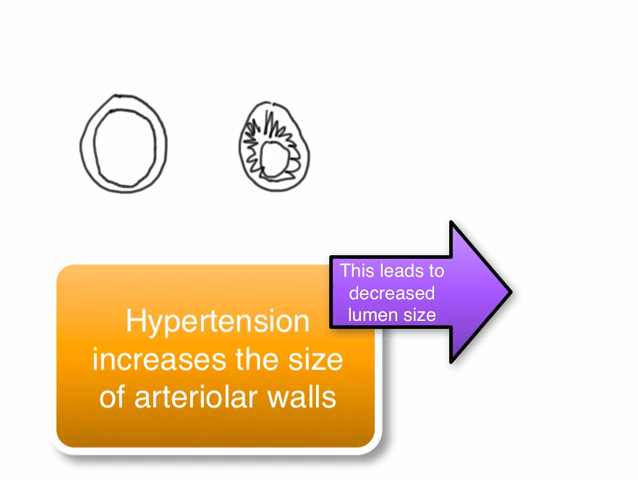 Hypertension
increases the size
of arteriolar walls
This leads to
decreased
lumen size